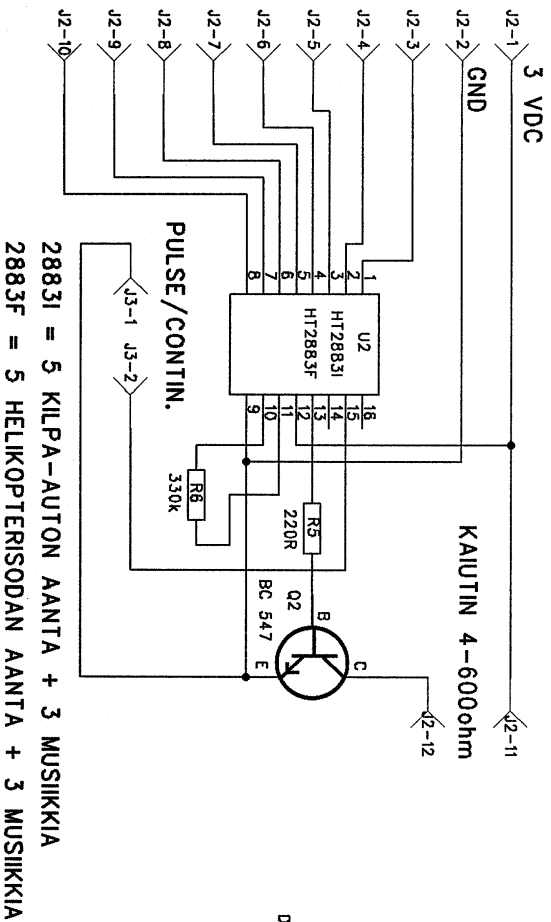 3 VDC
J2-1
J2-2
GND
J2-3
J2-4
J2-5
J2-6
J2-7
J2-8
J2-9
J2-10
1
2
3
4
5
6
7
8
U2
HT2883I
HT2883F
16
15
14
13
12
11
10
9
R5
220R
R6
330k
Q2
BC 547
B
C
E
KAIUTIN 4-600ohm
J2-11
J2-12
PULSE/CONTIN.
J3-1
J3-2
2883I = 5 KILPA-AUTON AANTA + 3 MUSIIKKIA
2883F = 5 HELIKOPTERISODAN AANTA + 3 MUSIIKKIA
D